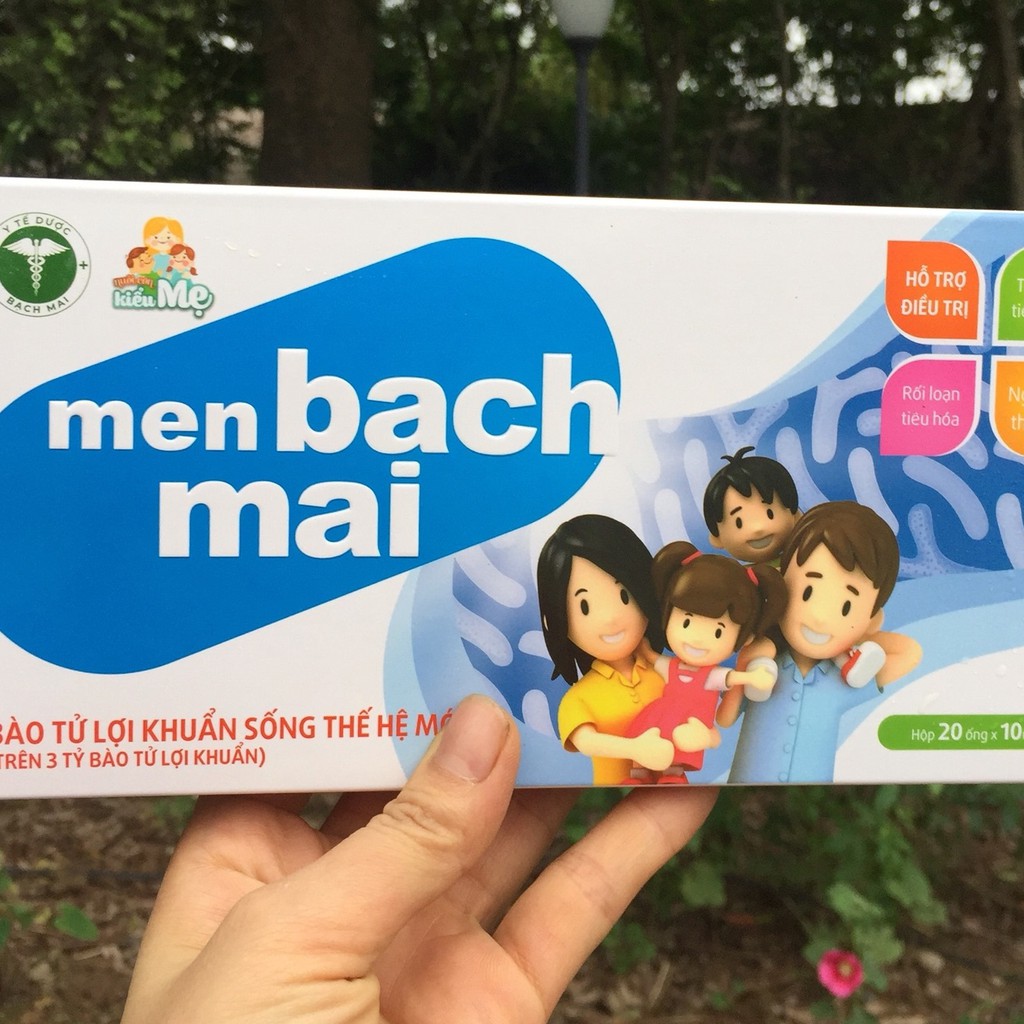 Y TẾ DƯỢC
BẠCH MAI
kiểu Mẹ
men bach
mai
BÀO TỬ LỢI KHUẨN SỐNG THẾ HỆ
TRÊN 3 TỶ BÀO TỬ LỢI KHUẨN)
HỖ TRỢ
ĐIỀU TRỊ
Rối loạn
tiêu hóa
Hộp 20 ống x 10